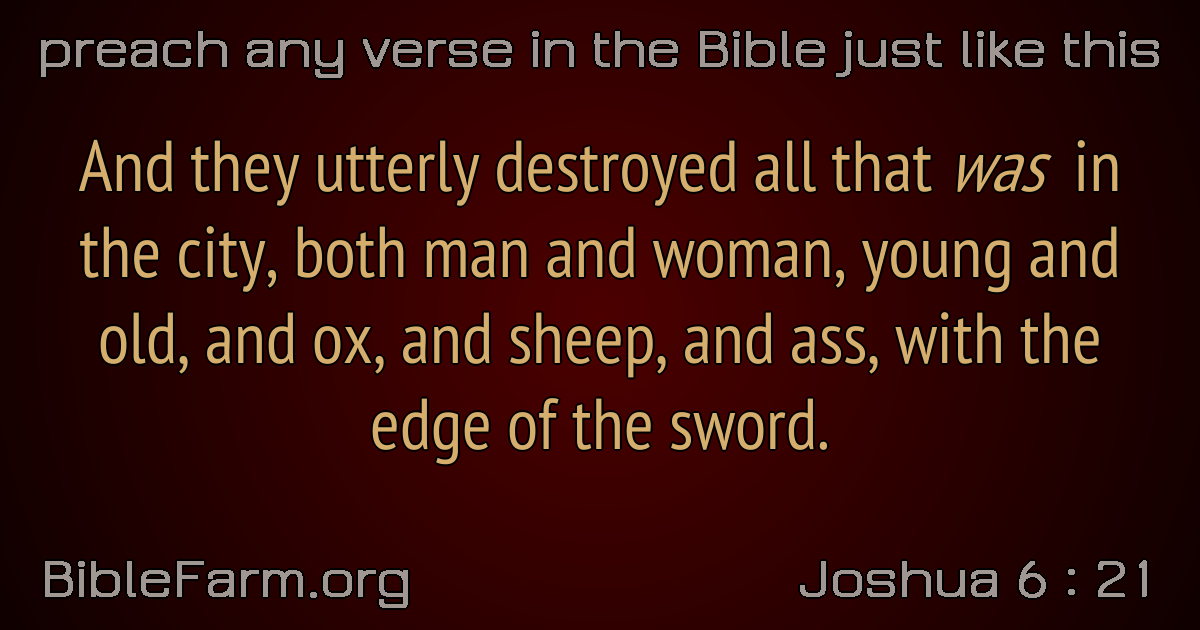 preach any verse in the Bible just like this
And they utterly destroyed all that was in
the city, both man and woman, young and
old, and ox, and sheep, and ass, with the
edge of the sword.
BibleFarm.org
Joshua 6 : 21